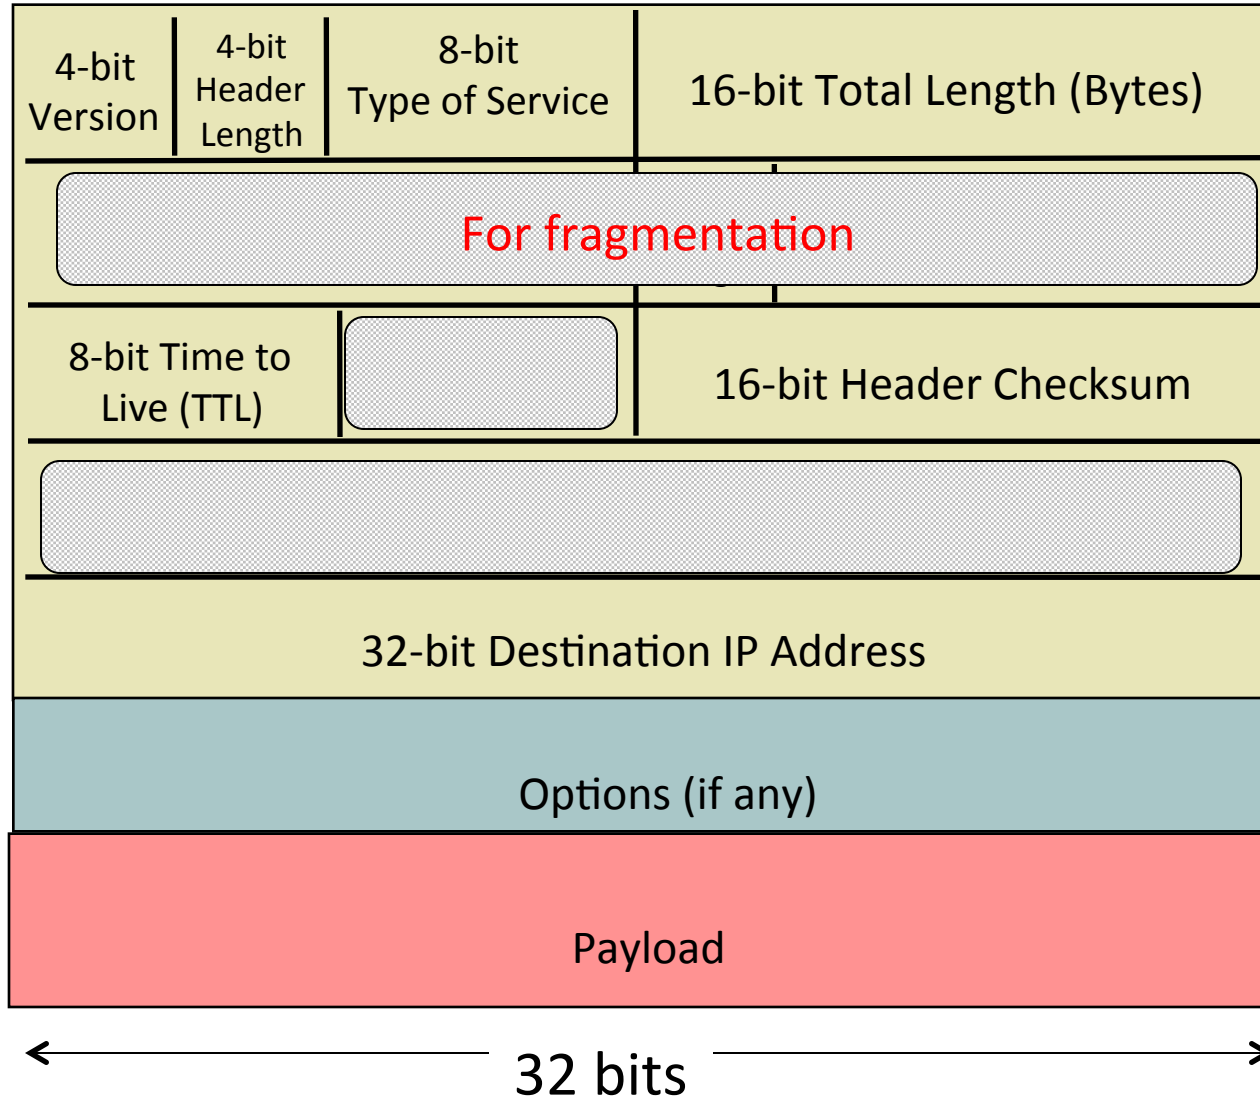 4-bit
Version
4-bit
Header
Length
8-bit
Type of Service
16-bit Total Length (Bytes)
For fragmentation
8-bit Time to
Live (TTL)
16-bit Header Checksum
32-bit Destination IP Address
Options (if any)
Payload
32 bits